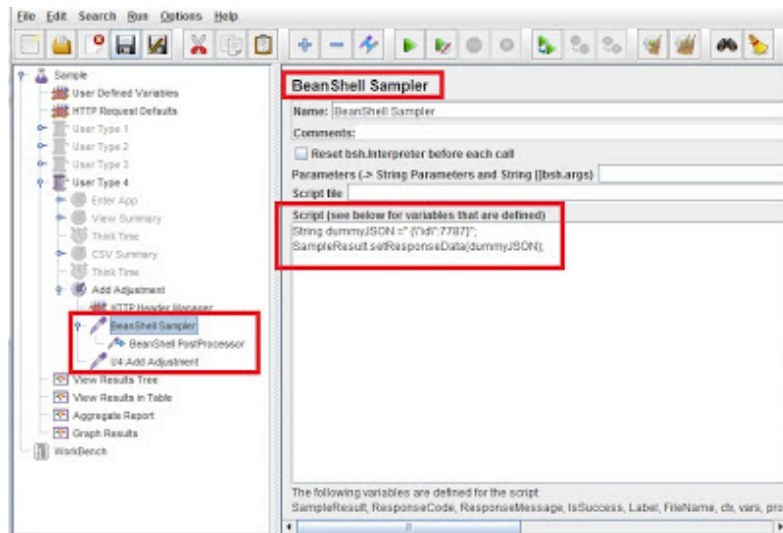 File Edit Search Run Options Help
Sample
User Defined Variables
HTTP Request Defaults
User Type 1
User Type 2
User Type 3
User Type 4
Enter App
View Summary
Think Time
CSV Summary
Think Time
Add Adjustment
HTTP Header Manager
BeanShell Sampler
BeanShell PostProcessor
U4:Add Adjustment
View Results Tree
View Results in Table
Aggregate Report
Graph Results
WorkBench
BeanShell Sampler
Name: BeanShell Sampler
Comments:
Reset bsh.Interpreter before each call
Parameters (-> String Parameters and String []bsh.args)
Script file
Script (see below for variables that are defined)
String dummyJSON =" {\"id\":7787}";
SampleResult.setResponseData(dummyJSON);
The following variables are defined for the script:
SampleResult, ResponseCode, ResponseMessage, IsSuccess, Label, FileName, ctx, vars, pro